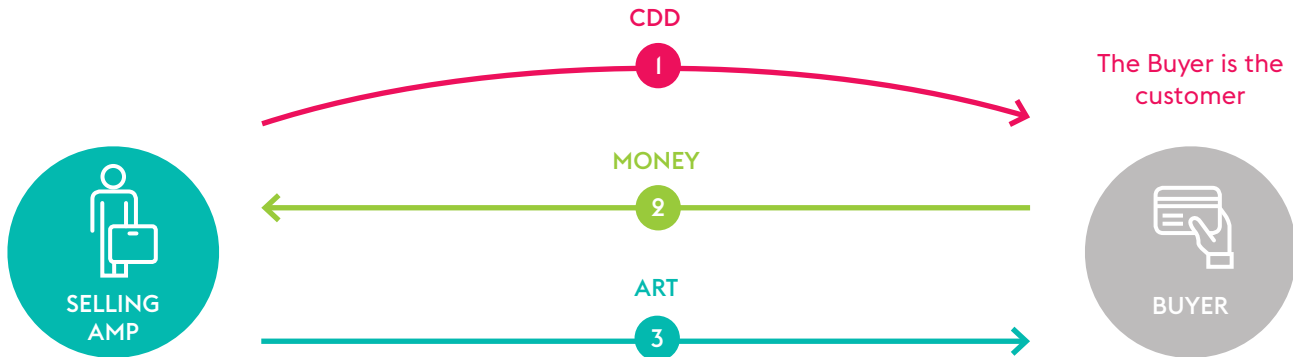 CDD
1
The Buyer is the
customer
MONEY
2
SELLING
AMP
ART
3
BUYER